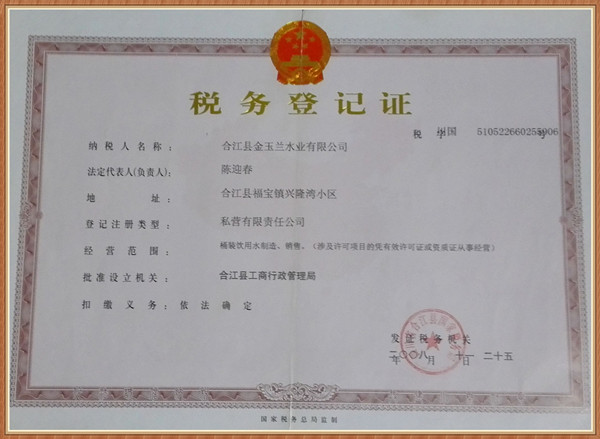 税务登记证
税 川国 字 510522660255906 号
纳税人名称： 合江县金玉兰水业有限公司
法定代表人(负责人)： 陈迎春
地址： 合江县福宝镇兴隆湾小区
登记注册类型： 私营有限责任公司
经营范围： 桶装饮用水制造、销售、（涉及许可项目的凭有效许可证或资质证从事经营）
批准设立机关： 合江县工商行政管理局
扣缴义务：依法确定
发证税务机关
二〇〇八 年 十一 月 二十五 日
国家税务总局监制